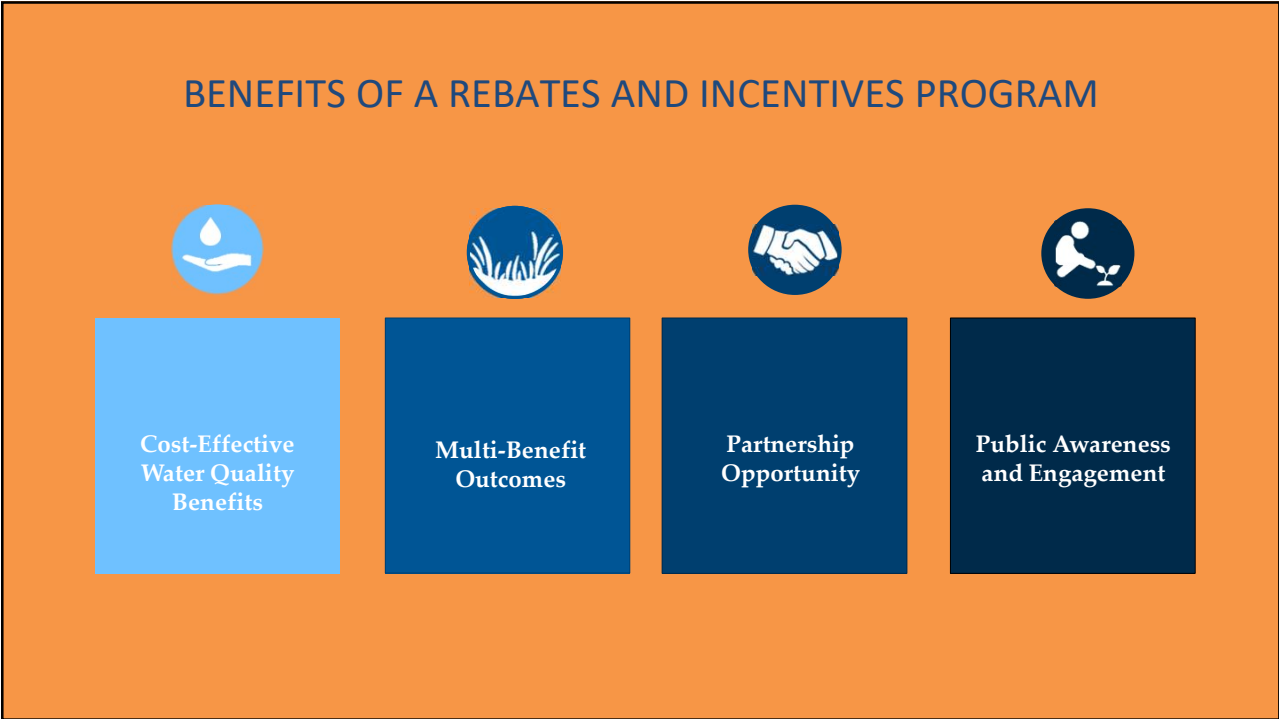 BENEFITS OF A REBATES AND INCENTIVES PROGRAM
Cost-Effective
Water Quality
Benefits
Multi-Benefit
Outcomes
Partnership
Opportunity
Public Awareness
and Engagement